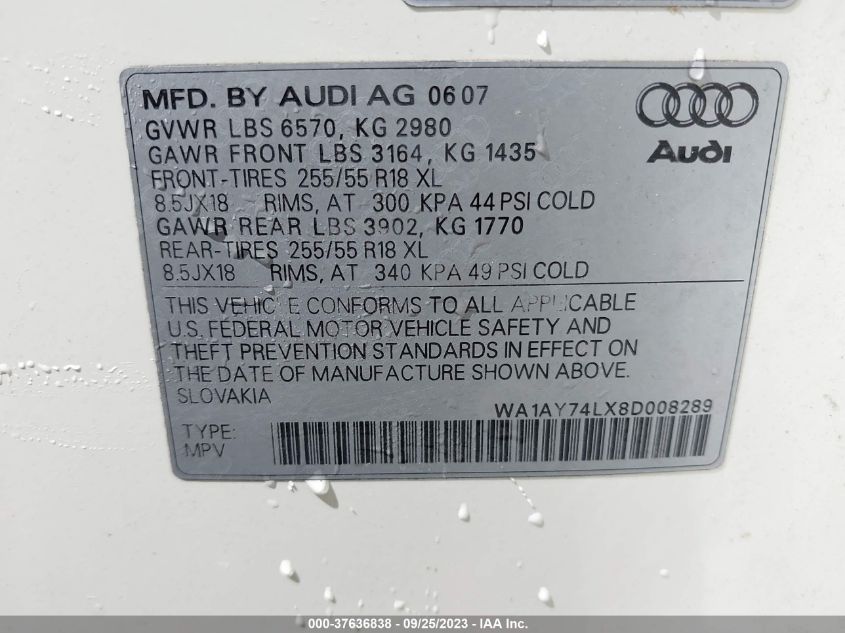 MFD. BY AUDI AG 0607
GVWR LBS 6570, KG 2980
GAWR FRONT LBS 3164, KG 1435
FRONT-TIRES 255/55 R18 XL
8.5JX18 RIMS, AT 300 KPA 44 PSI COLD
GAWR REAR LBS 3902, KG 1770
REAR-TIRES 255/55 R18 XL
8.5JX18 RIMS, AT 340 KPA 49 PSI COLD
Audi
THIS VEHICLE CONFORMS TO ALL APPLICABLE
U.S. FEDERAL MOTOR VEHICLE SAFETY AND
THEFT PREVENTION STANDARDS IN EFFECT ON
THE DATE OF MANUFACTURE SHOWN ABOVE.
SLOVAKIA
WA1AY74LX8D008289
TYPE:
MPV
000-37636838 - 09/25/2023 - IAA Inc.